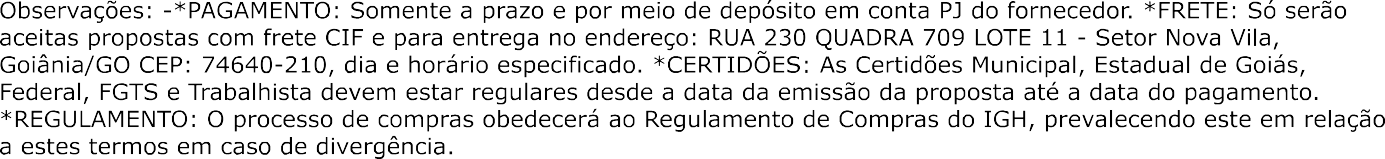 Observações: -*PAGAMENTO: Somente a prazo e por meio de depósito em conta PJ do fornecedor. *FRETE: Só serão
aceitas propostas com frete CIF e para entrega no endereço: RUA 230 QUADRA 709 LOTE 11 - Setor Nova Vila,
Goiânia/GO CEP: 74640-210, dia e horário especificado. *CERTIDÕES: As Certidões Municipal, Estadual de Goiás,
Federal, FGTS e Trabalhista devem estar regulares desde a data da emissão da proposta até a data do pagamento.
*REGULAMENTO: O processo de compras obedecerá ao Regulamento de Compras do IGH, prevalecendo este em relação
a estes termos em caso de divergência.